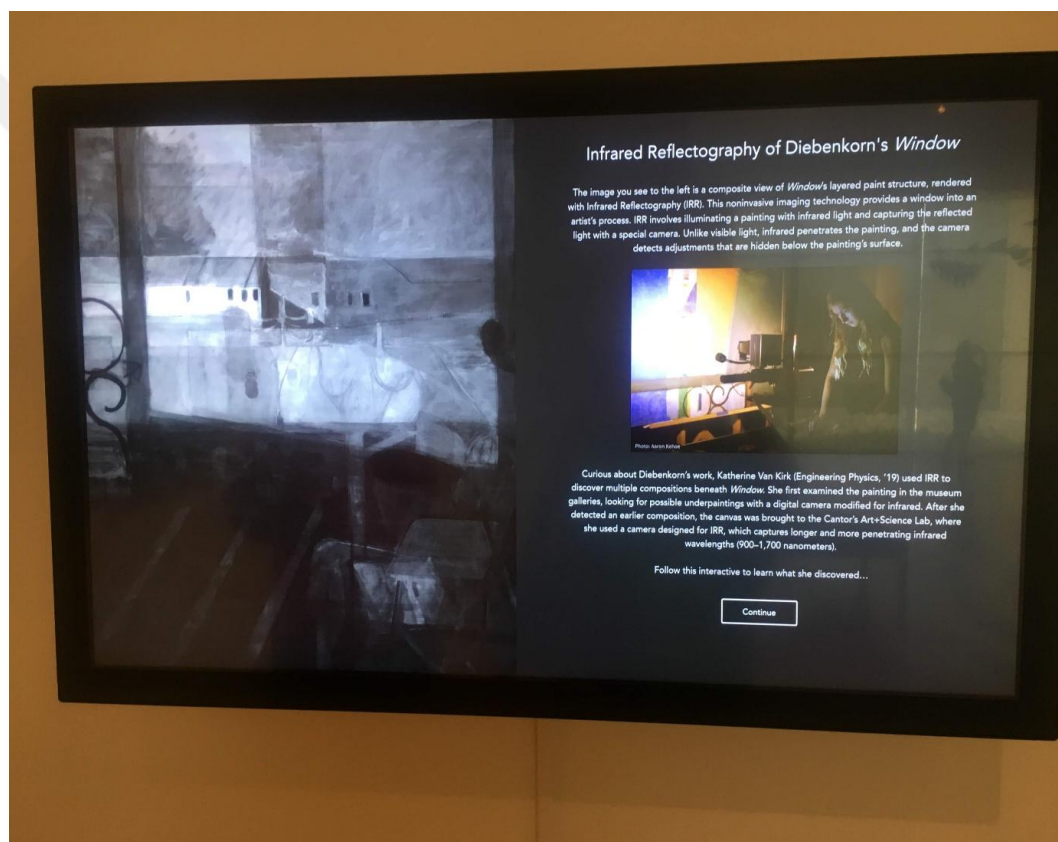 Infrared Reflectography of Diebenkorn's Window
The image you see to the left is a composite view of Window's layered paint structure, rendered
with Infrared Reflectography (IRR). This noninvasive imaging technology provides a window into an
artist's process. IRR involves illuminating a painting with infrared light and capturing the reflected
light with a special camera. Unlike visible light, infrared penetrates the painting, and the camera
detects adjustments that are hidden below the painting's surface.
Photo: Aaron Kehoe
Curious about Diebenkorn's work, Katherine Van Kirk (Engineering Physics, '19) used IRR to
discover multiple compositions beneath Window. She first examined the painting in the museum
galleries, looking for possible underpaintings with a digital camera modified for infrared. After she
detected an earlier composition, the canvas was brought to the Cantor's Art+Science Lab, where
she used a camera designed for IRR, which captures longer and more penetrating infrared
wavelengths (900–1,700 nanometers).
Follow this interactive to learn what she discovered...
Continue